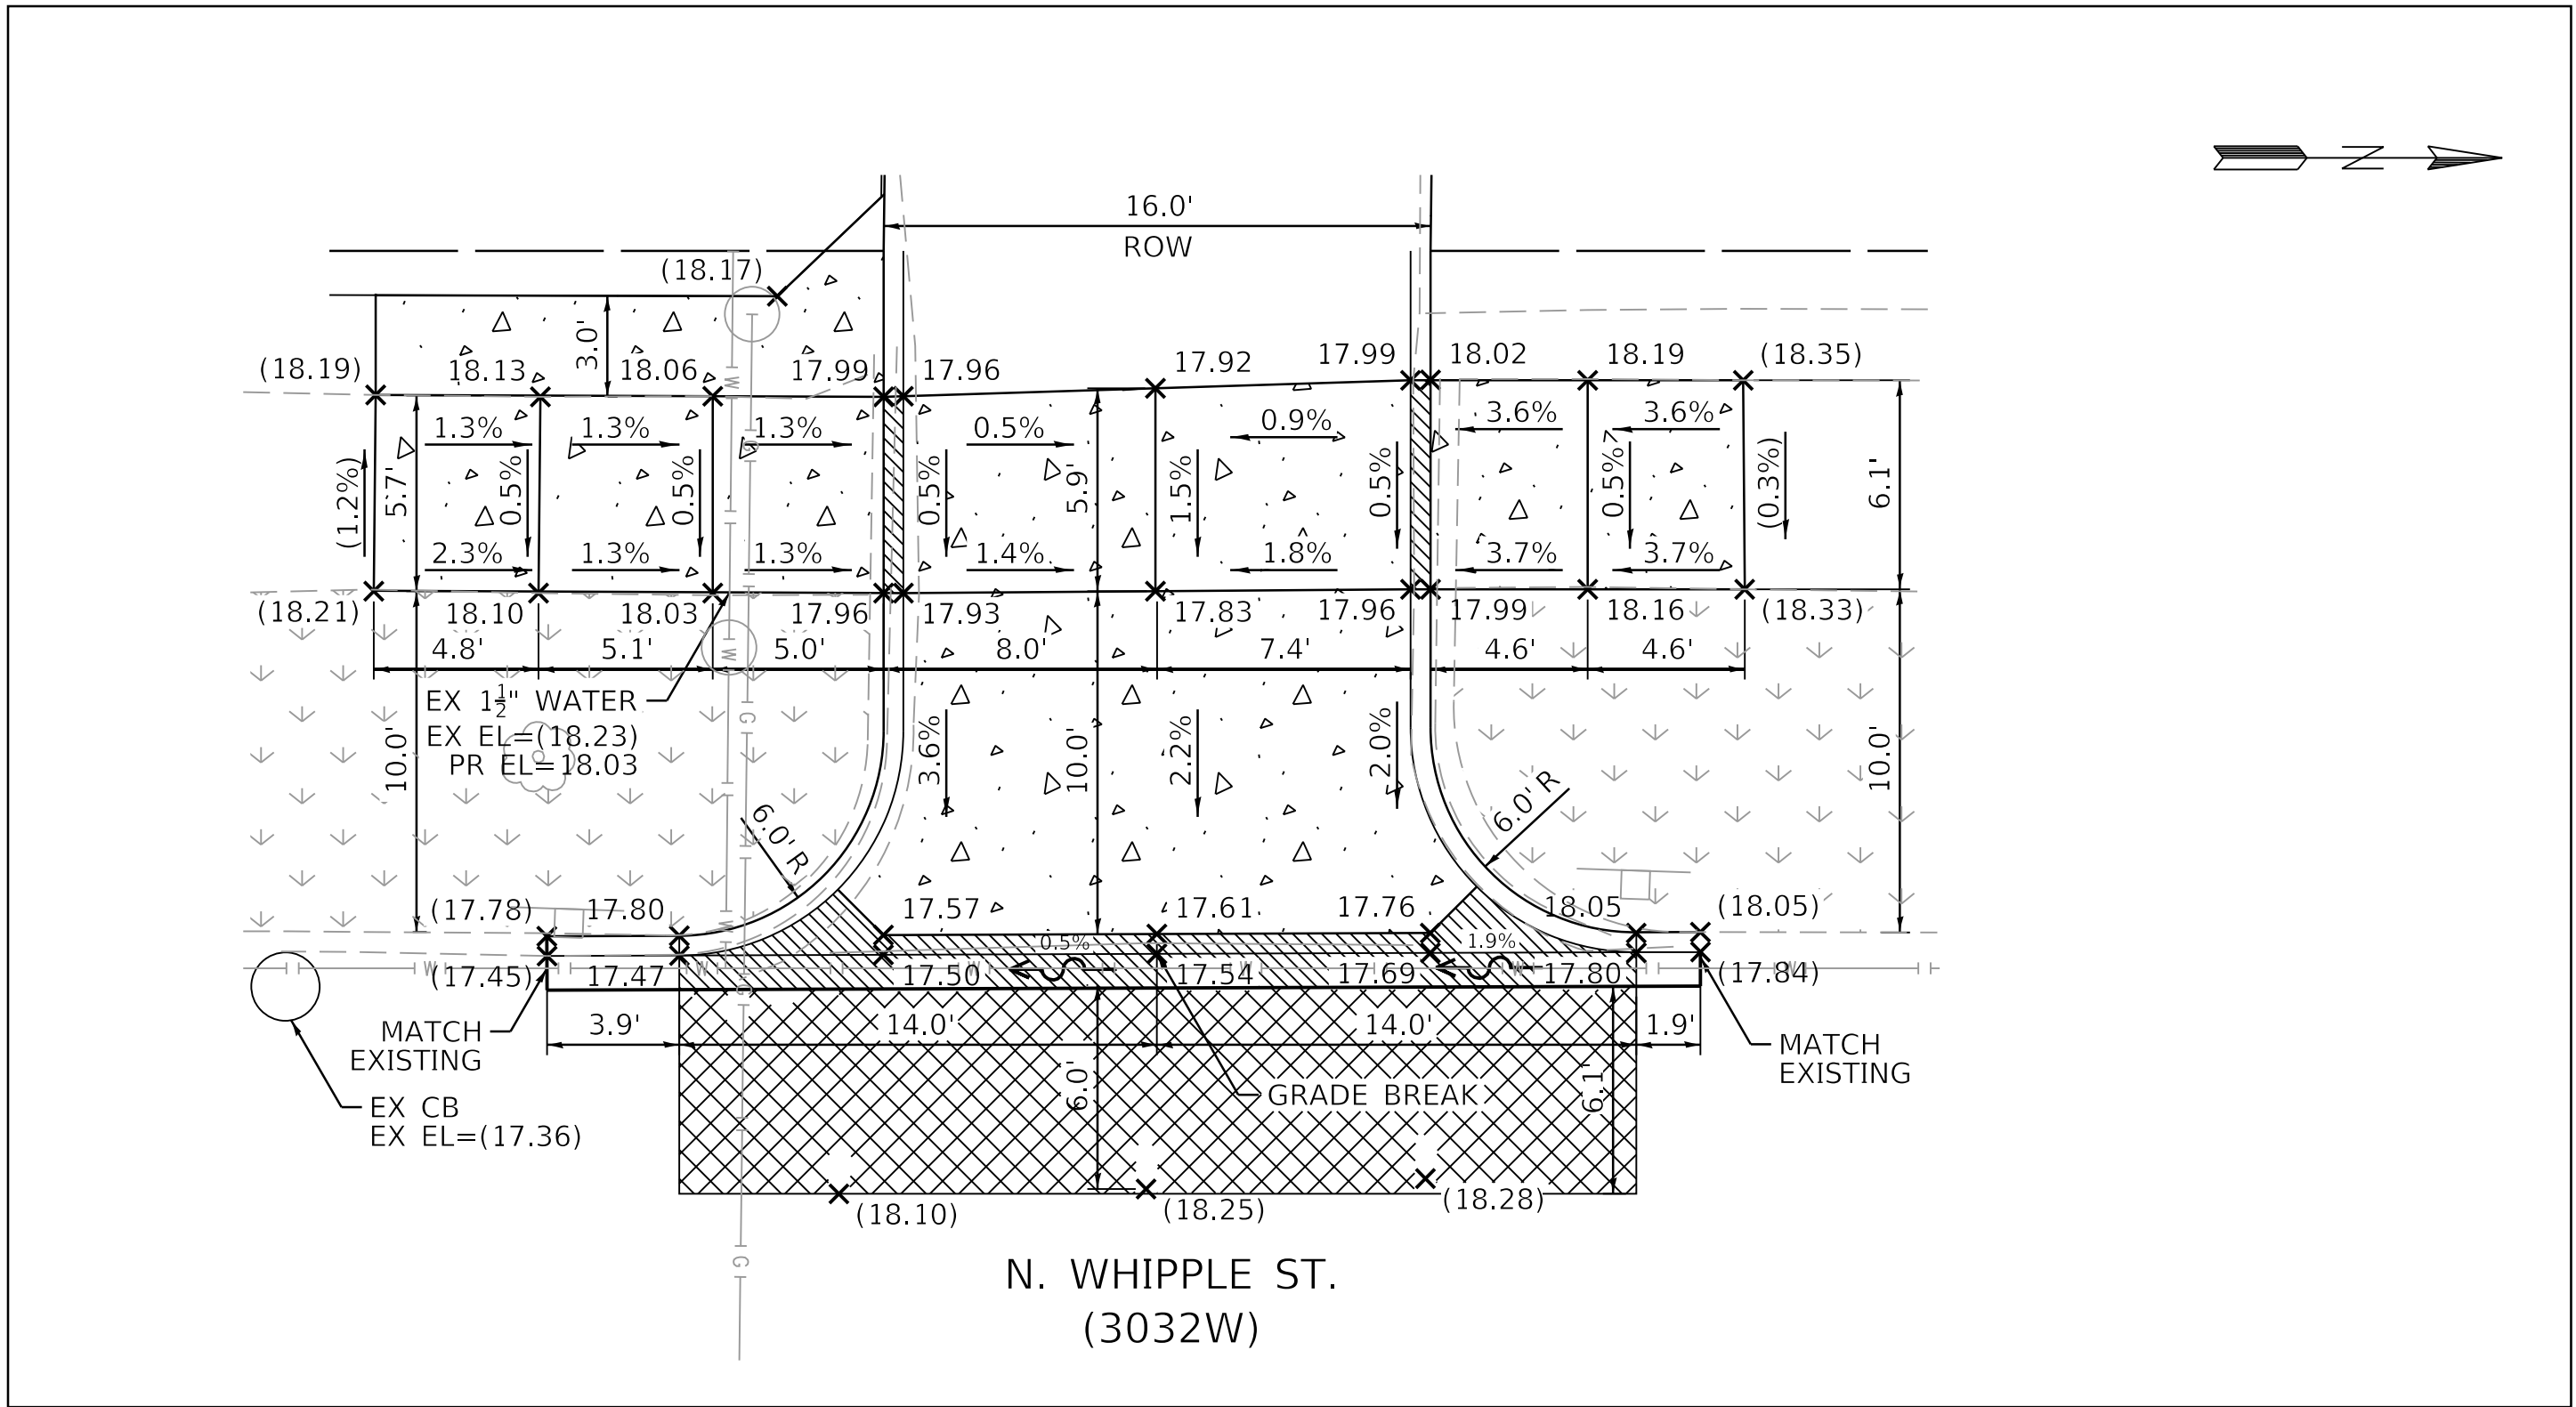 N
16.0'
ROW
(18.17)
3.0'
(18.19)
18.13
18.06
17.99
17.96
17.92
17.99
18.02
18.19
(18.35)
1.3%
1.3%
1.3%
0.5%
0.9%
3.6%
3.6%
(1.2%)
5.7'
0.5%
0.5%
0.5%
5.9'
1.5%
0.5%
0.5%
(0.3%)
6.1'
2.3%
1.3%
1.3%
1.4%
1.8%
3.7%
3.7%
(18.21)
18.10
18.03
17.96
17.93
17.83
17.96
17.99
18.16
(18.33)
4.8'
5.1'
5.0'
8.0'
7.4'
4.6'
4.6'
EX 1½" WATER
EX EL=(18.23)
PR EL=18.03
10.0'
3.6%
10.0'
2.2%
2.0%
10.0'
6.0' R
6.0' R
(17.78)
17.80
17.57
17.61
17.76
18.05
(18.05)
0.5%
1.9%
(17.45)
17.47
17.50
17.54
17.69
17.80
(17.84)
W
W
W
W
W
W
W
W
W
G
G
G
G
3.9'
14.0'
14.0'
1.9'
MATCH
EXISTING
MATCH
EXISTING
6.0'
6.1'
GRADE BREAK
EX CB
EX EL=(17.36)
(18.10)
(18.25)
(18.28)
N. WHIPPLE ST.
(3032W)